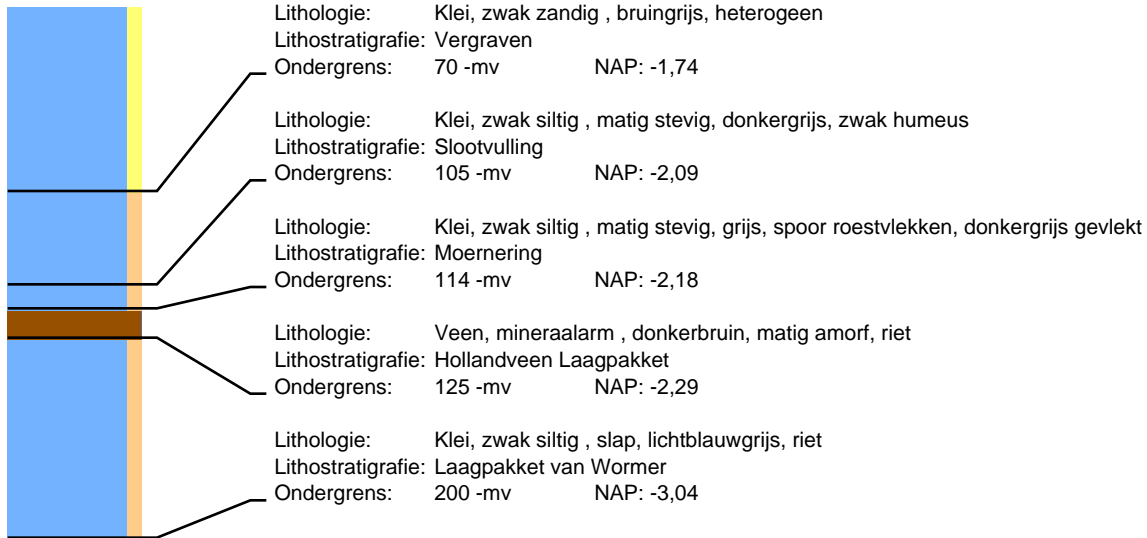 Lithologie: Klei, zwak zandig , bruingrijs, heterogeen
Lithostratigrafie: Vergraven
Ondergrens: 70 -mv NAP: -1,74
Lithologie: Klei, zwak siltig , matig stevig, donkergrijs, zwak humeus
Lithostratigrafie: Slootvulling
Ondergrens: 105 -mv NAP: -2,09
Lithologie: Klei, zwak siltig , matig stevig, grijs, spoor roestvlekken, donkergrijs gevlekt
Lithostratigrafie: Moernering
Ondergrens: 114 -mv NAP: -2,18
Lithologie: Veen, mineraalarm , donkerbruin, matig amorf, riet
Lithostratigrafie: Hollandveen Laagpakket
Ondergrens: 125 -mv NAP: -2,29
Lithologie: Klei, zwak siltig , slap, lichtblauwgrijs, riet
Lithostratigrafie: Laagpakket van Wormer
Ondergrens: 200 -mv NAP: -3,04